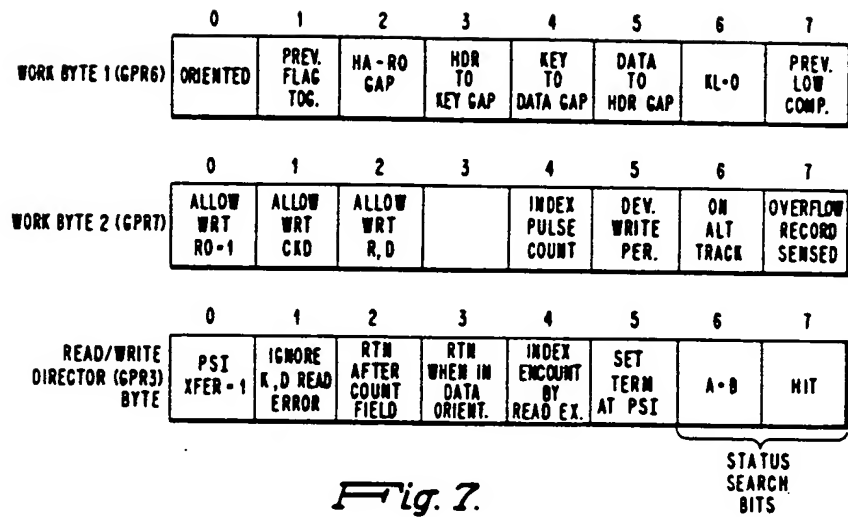 0 1 2 3 4 5 6 7
WORK BYTE 1 (GPR6)
ORIENTED
PREV.
FLAG
TOG.
HA-RO
GAP
HDR
TO
KEY GAP
KEY
TO
DATA GAP
DATA
TO
HDR GAP
KL=0
PREV.
LOW
COMP.
0 1 2 3 4 5 6 7
WORK BYTE 2 (GPR7)
ALLOW
WRT
RO=1
ALLOW
WRT
CKD
ALLOW
WRT
R,D
INDEX
PULSE
COUNT
DEV.
WRITE
PER.
ON
ALT
TRACK
OVERFLOW
RECORD
SENSED
0 1 2 3 4 5 6 7
READ/WRITE
DIRECTOR (GPR3)
BYTE
PSI
XFER=1
IGNORE
K,D READ
ERROR
RTN
AFTER
COUNT
FIELD
RTN
WHEN IN
DATA
ORIENT.
INDEX
ENCOUNT
BY
READ EX.
SET
TERM
AT PSI
A=B
HIT
STATUS
SEARCH
BITS
Fig. 7.